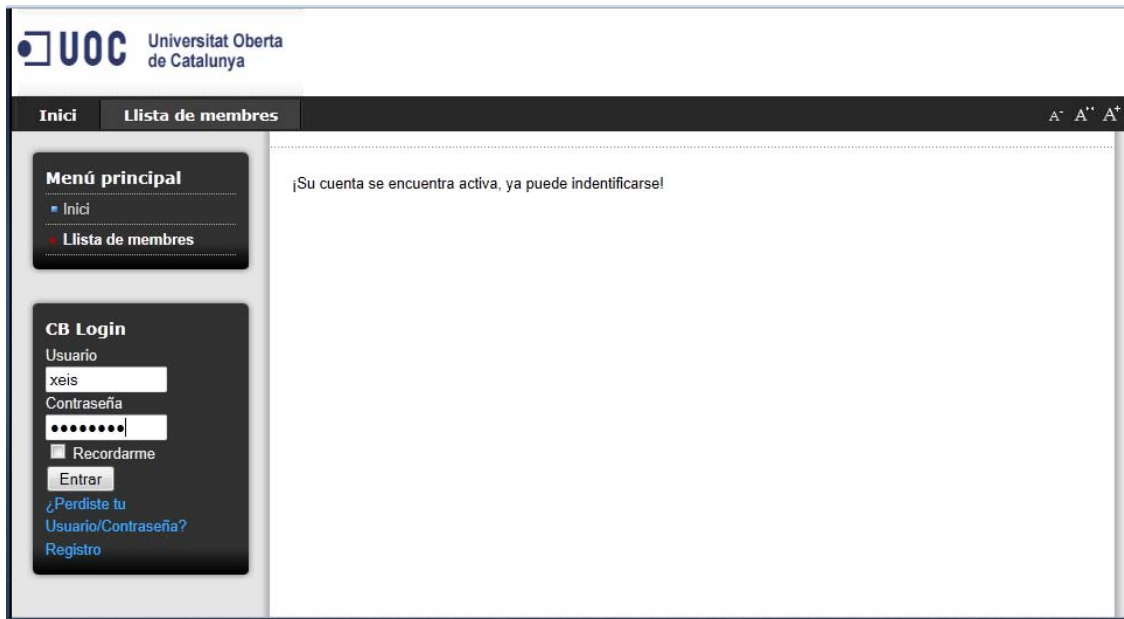 UOC
Universitat Oberta
de Catalunya
Inici Llista de membres A- A++ A+
Menú principal
Inici
Llista de membres
¡Su cuenta se encuentra activa, ya puede indentificarse!
CB Login
Usuario
xeis
Contraseña
••••••••
Recordarme
Entrar
¿Perdiste tu
Usuario/Contraseña?
Registro